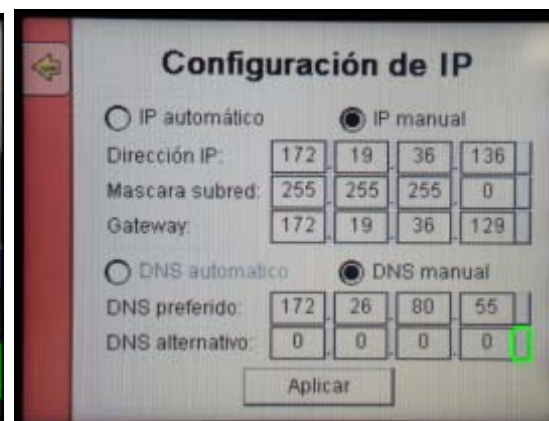 Configuración de IP
IP automático IP manual
Dirección IP: 172 . 19 . 36 . 136
Mascara subred: 255 . 255 . 255 . 0
Gateway: 172 . 19 . 36 . 129
DNS automatico DNS manual
DNS preferido: 172 . 26 . 80 . 55
DNS alternativo: 0 . 0 . 0 . 0
Aplicar